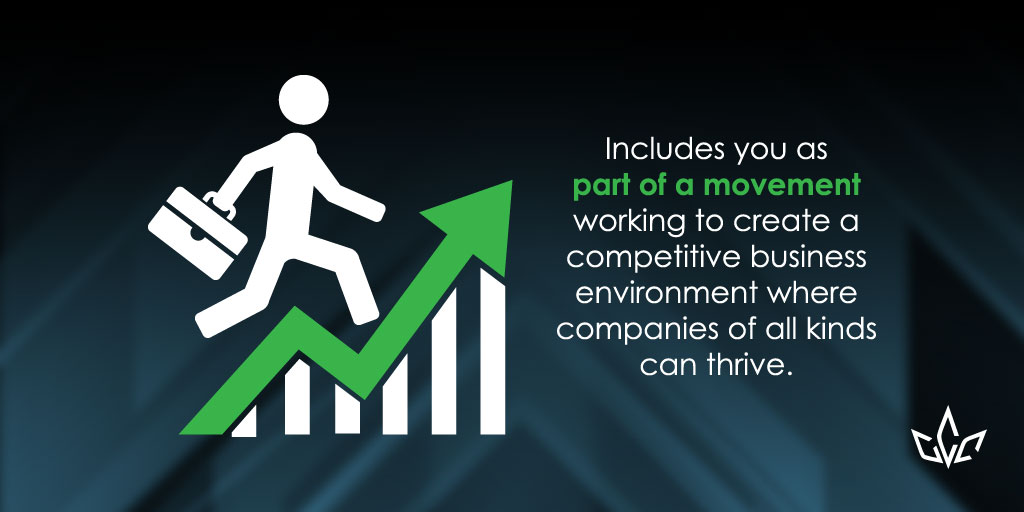 Includes you as
part of a movement
working to create a
competitive business
environment where
companies of all kinds
can thrive.